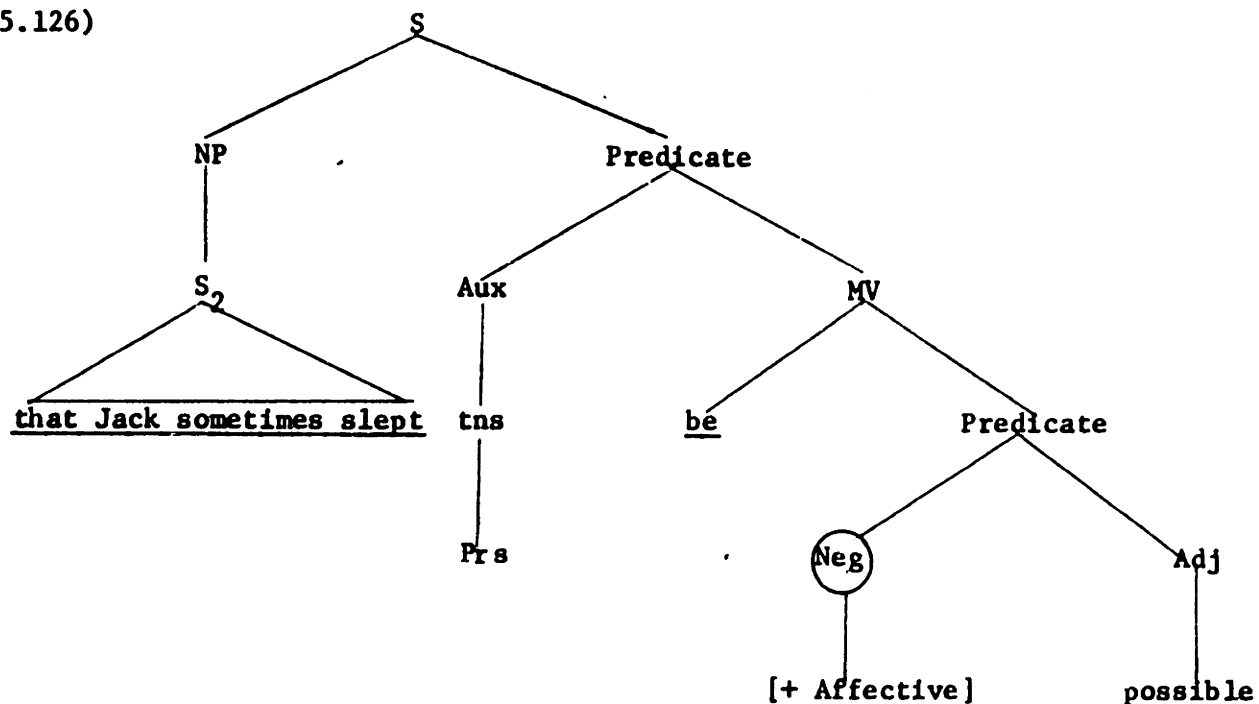 5.126)
S
NP Predicate
S2 Aux MV
that Jack sometimes slept tns be Predicate
Prs Neg Adj
[+ Affective] possible